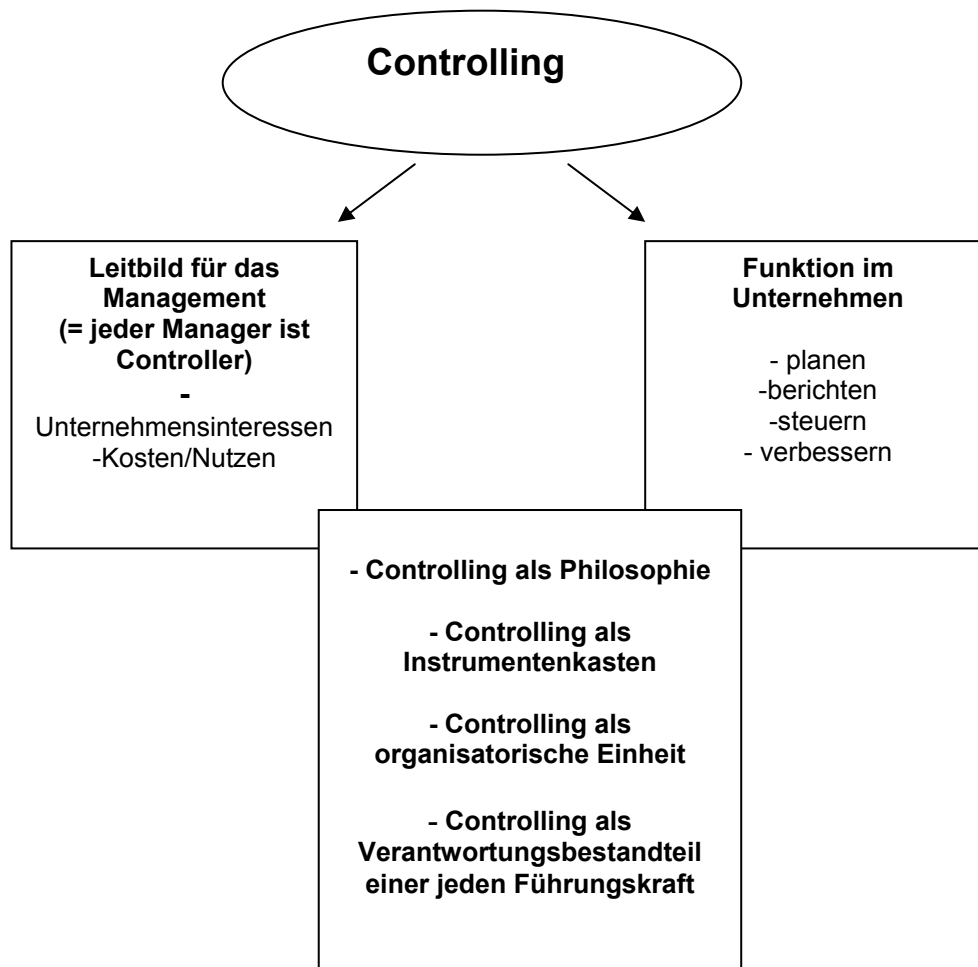 Controlling
Leitbild für das
Management
(= jeder Manager ist
Controller)
-
Unternehmensinteressen
-Kosten/Nutzen
Funktion im
Unternehmen
- planen
-berichten
-steuern
- verbessern
- Controlling als Philosophie
- Controlling als
Instrumentenkasten
- Controlling als
organisatorische Einheit
- Controlling als
Verantwortungsbestandteil
einer jeden Führungskraft